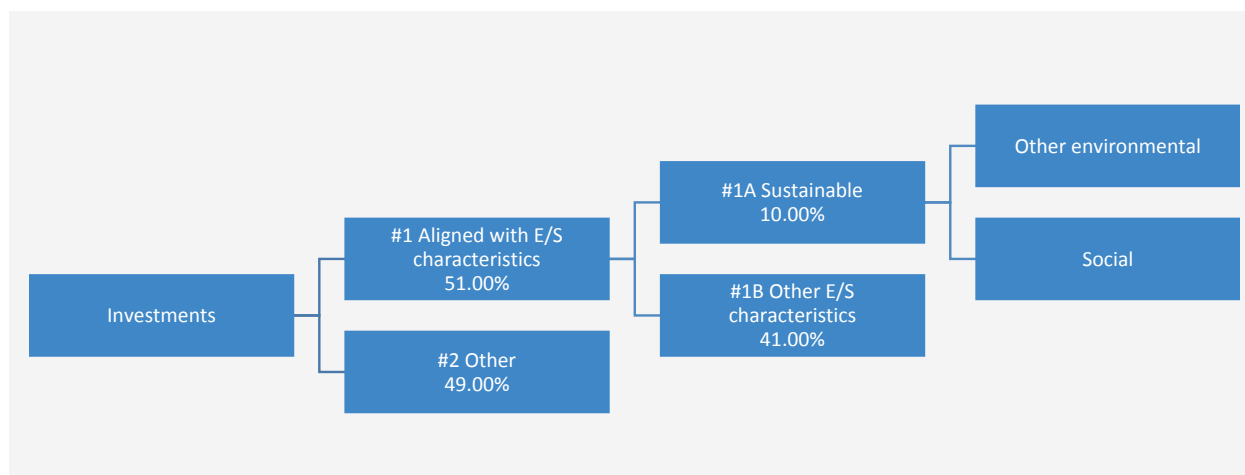 Investments
#1 Aligned with E/S
characteristics
51.00%
#2 Other
49.00%
#1A Sustainable
10.00%
#1B Other E/S
characteristics
41.00%
Other environmental
Social